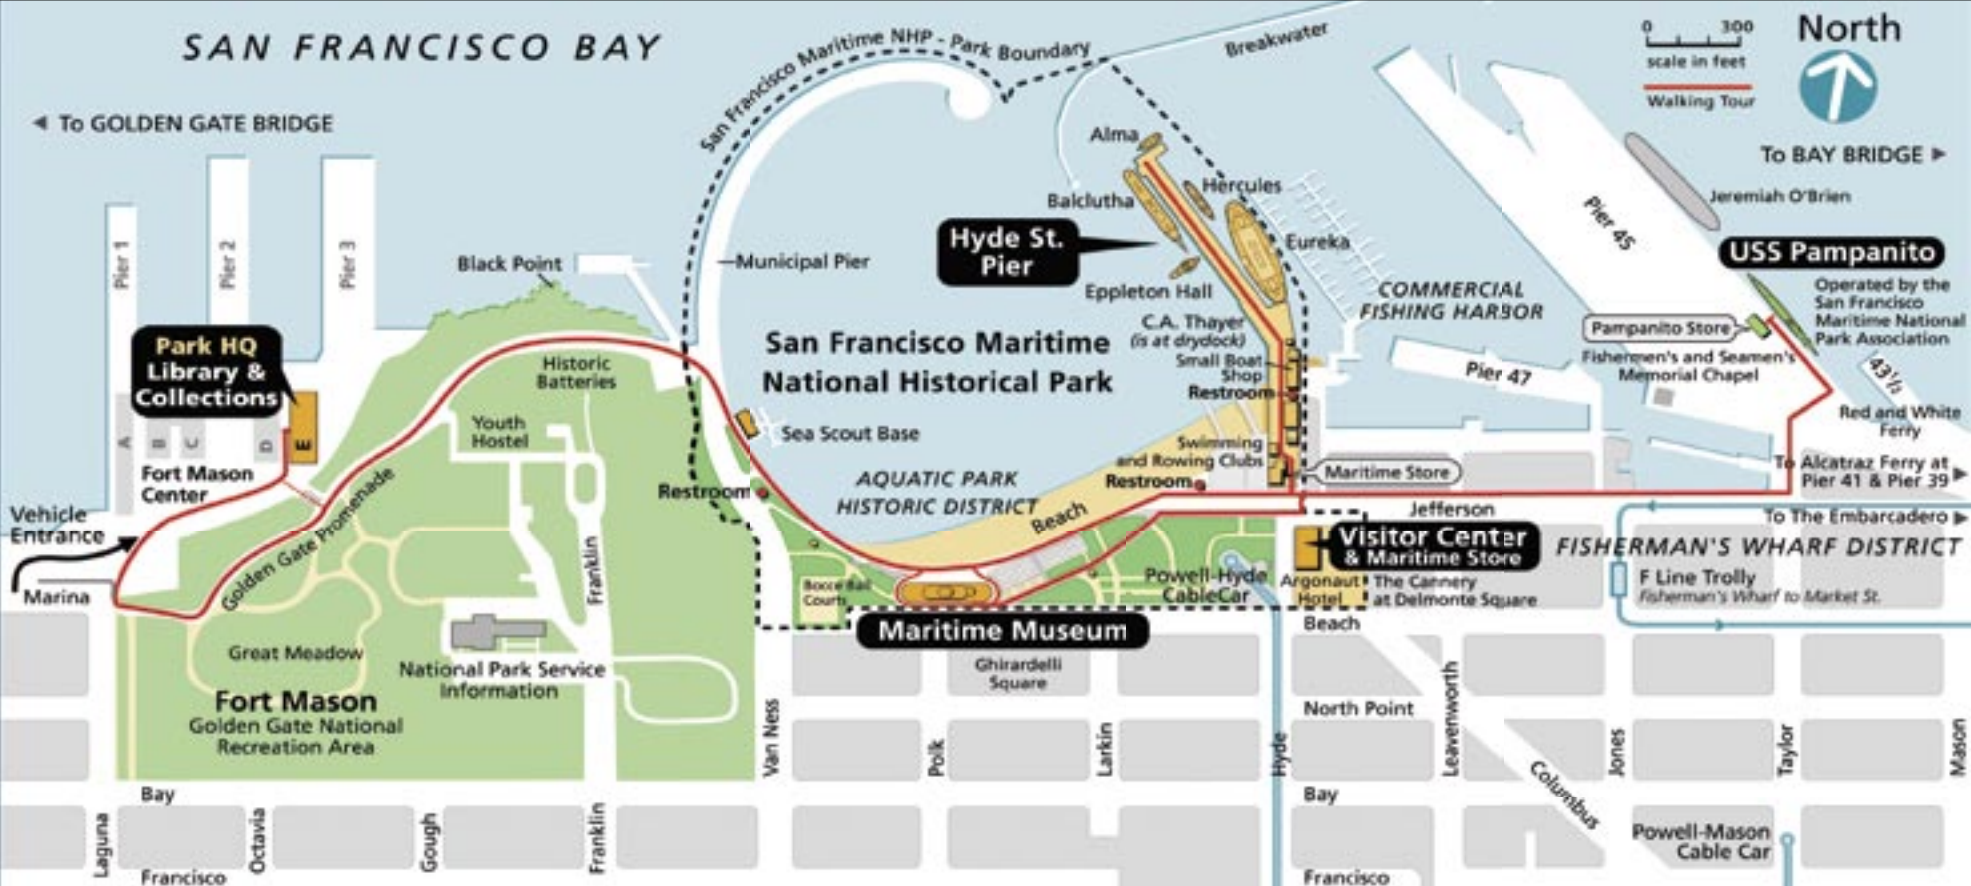 SAN FRANCISCO BAY
◄ To GOLDEN GATE BRIDGE
San Francisco Maritime NHP - Park Boundary
Breakwater
0 300
scale in feet
Walking Tour
North
To BAY BRIDGE ►
Pier 1
Pier 2
Pier 3
Black Point
Municipal Pier
Alma
Balclutha
Hercules
Hyde St.
Pier
Eureka
Eppleton Hall
C.A. Thayer
(is at drydock)
Small Boat
Shop
Restroom
Swimming
and Rowing Clubs
Restroom
Maritime Store
COMMERCIAL
FISHING HARBOR
Pier 45
Jeremiah O'Brien
USS Pampanito
Operated by the
San Francisco
Maritime National
Park Association
Pampanito Store
Fishermen's and Seamen's
Memorial Chapel
Pier 47
43½
Red and White
Ferry
To Alcatraz Ferry at
Pier 41 & Pier 39 ►
To The Embarcadero ►
San Francisco Maritime
National Historical Park
Park HQ
Library &
Collections
A
B
C
D
E
Fort Mason
Center
Historic
Batteries
Youth
Hostel
Sea Scout Base
AQUATIC PARK
HISTORIC DISTRICT
Beach
Restroom
Vehicle
Entrance
Marina
Golden Gate Promenade
Franklin
Bocce Ball
Courts
Powell-Hyde
CableCar
Jefferson
Visitor Center
& Maritime Store
Argonaut
Hotel
The Cannery
at Delmonte Square
FISHERMAN'S WHARF DISTRICT
F Line Trolly
Fisherman's Wharf to Market St.
Maritime Museum
Beach
Great Meadow
National Park Service
Information
Fort Mason
Golden Gate National
Recreation Area
Ghirardelli
Square
North Point
Van Ness
Polk
Larkin
Hyde
Leavenworth
Columbus
Jones
Taylor
Mason
Bay
Bay
Laguna
Octavia
Gough
Franklin
Powell-Mason
Cable Car
Francisco
Francisco